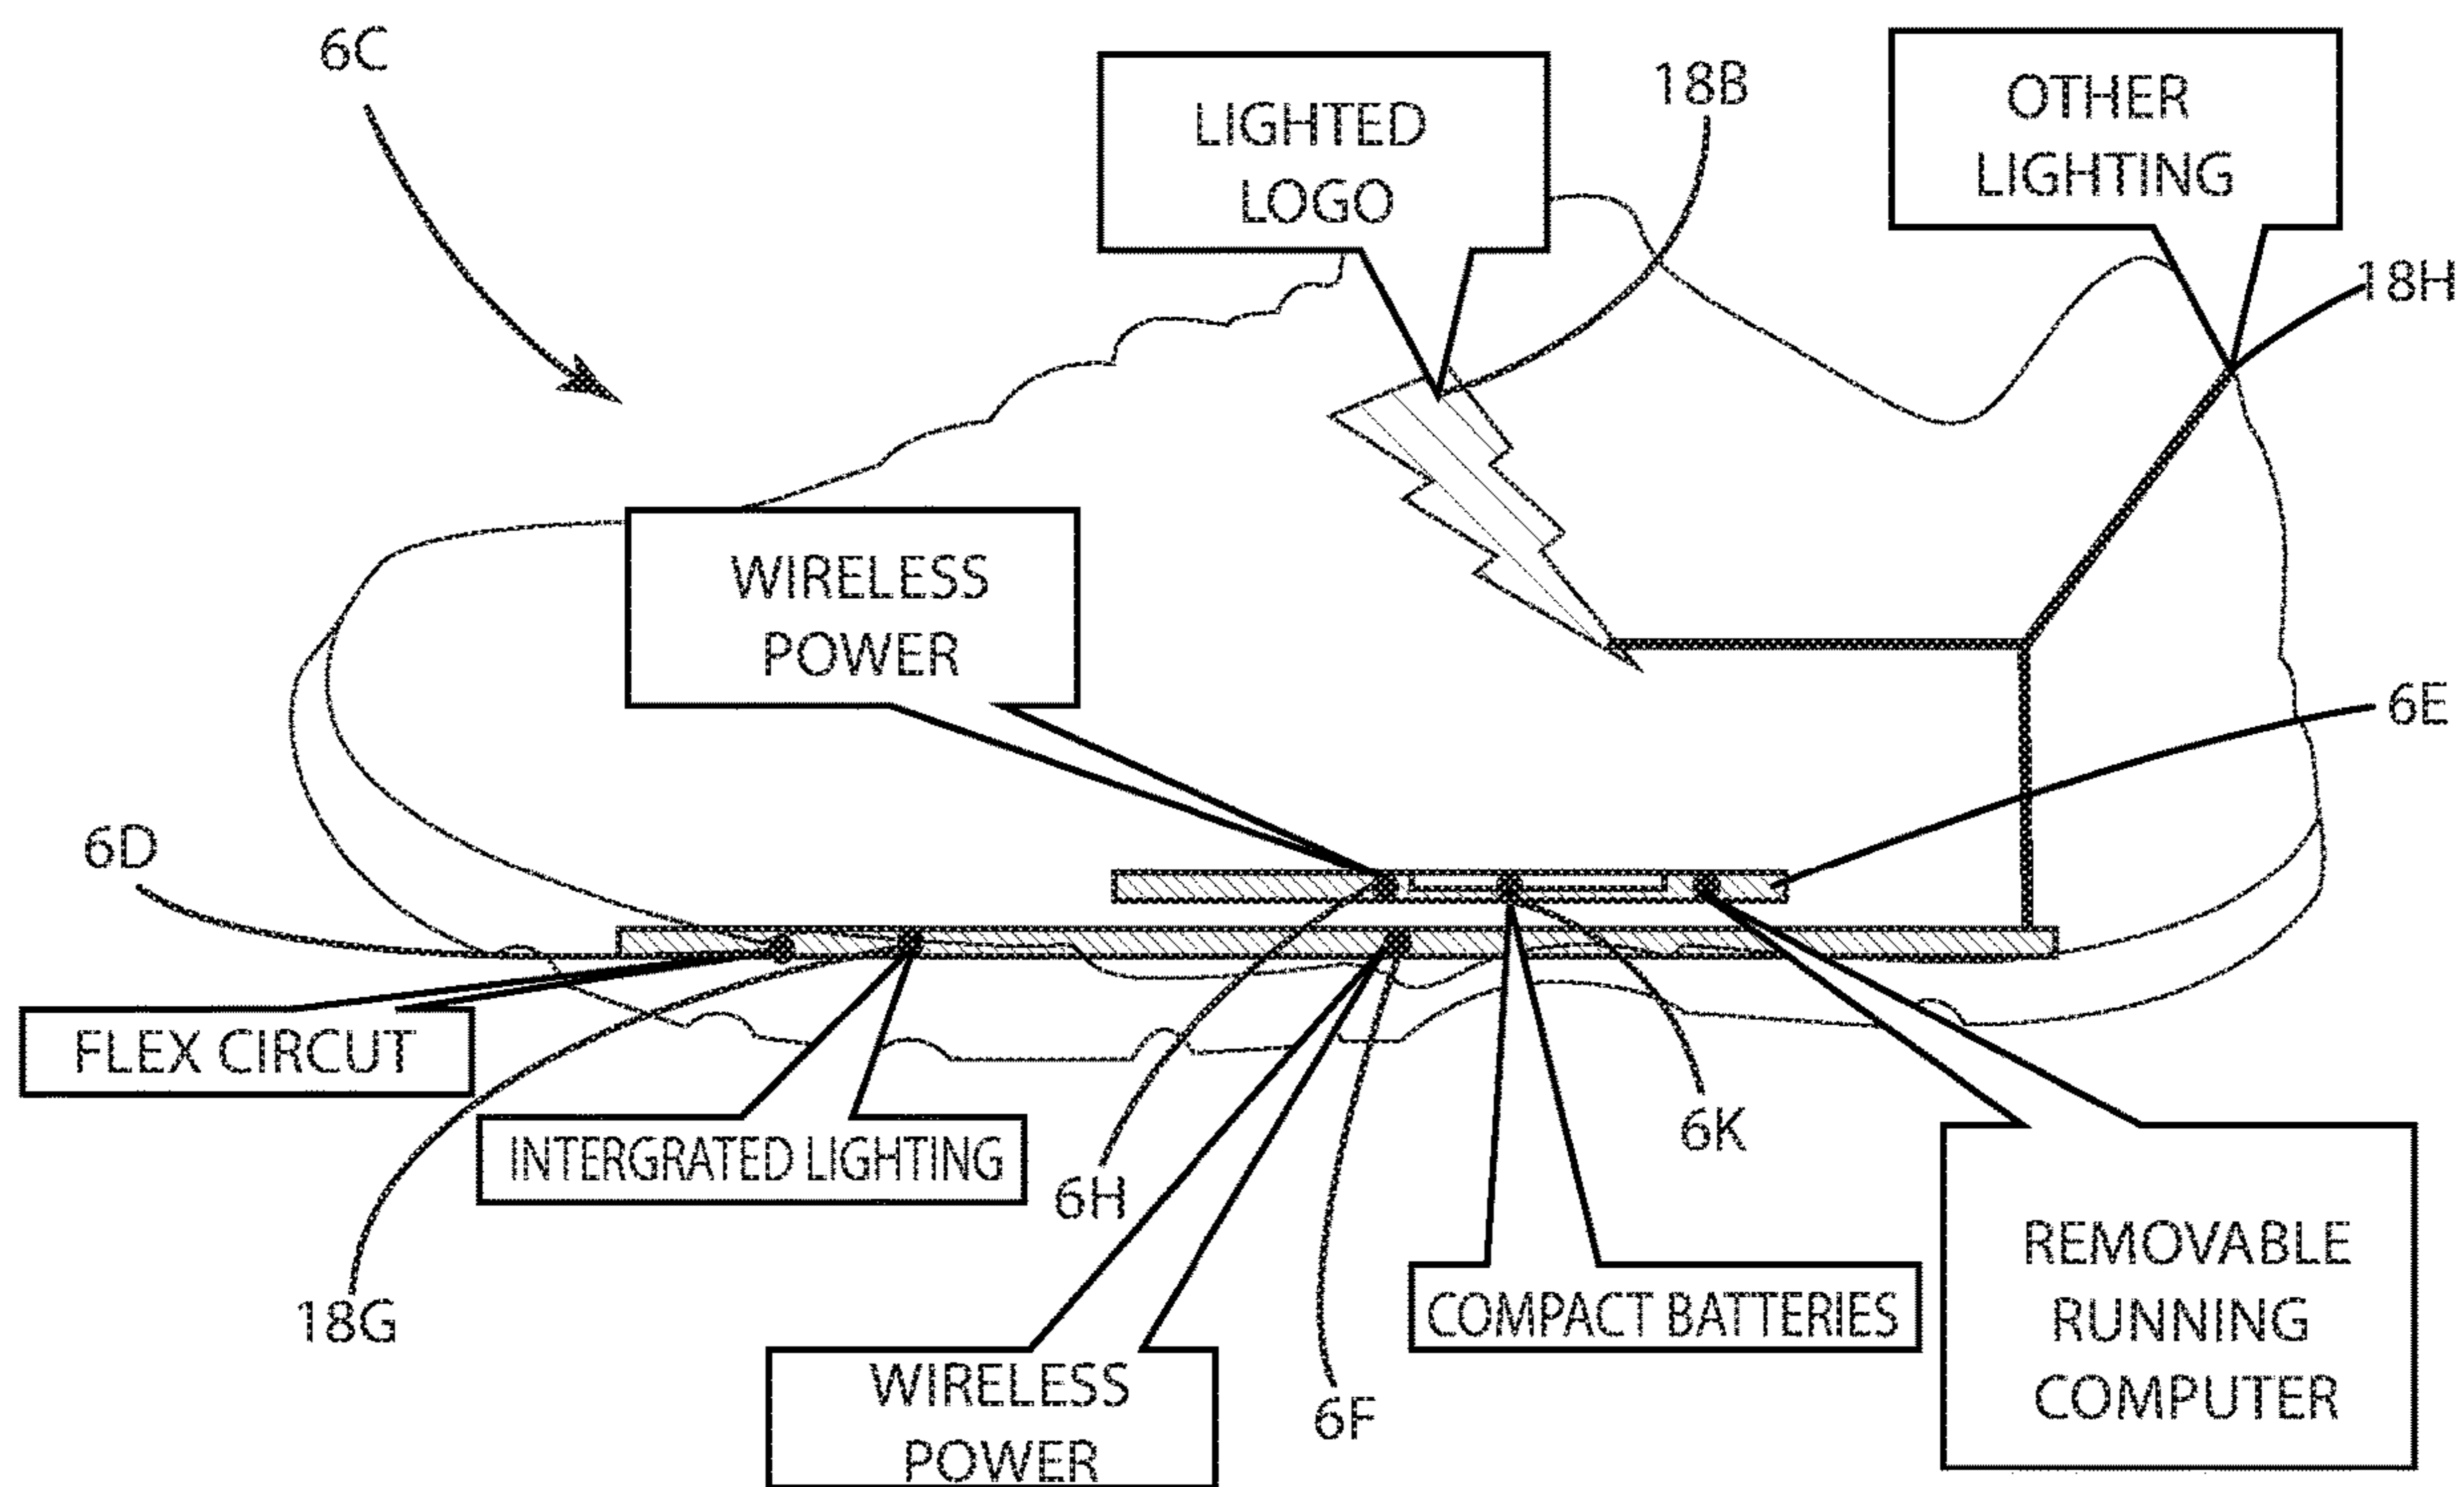 6C
LIGHTED
LOGO
18B
OTHER
LIGHTING
18H
WIRELESS
POWER
6E
6D
FLEX CIRCUT
INTERGRATED LIGHTING
6H
6K
18G
WIRELESS
POWER
6F
COMPACT BATTERIES
REMOVABLE
RUNNING
COMPUTER